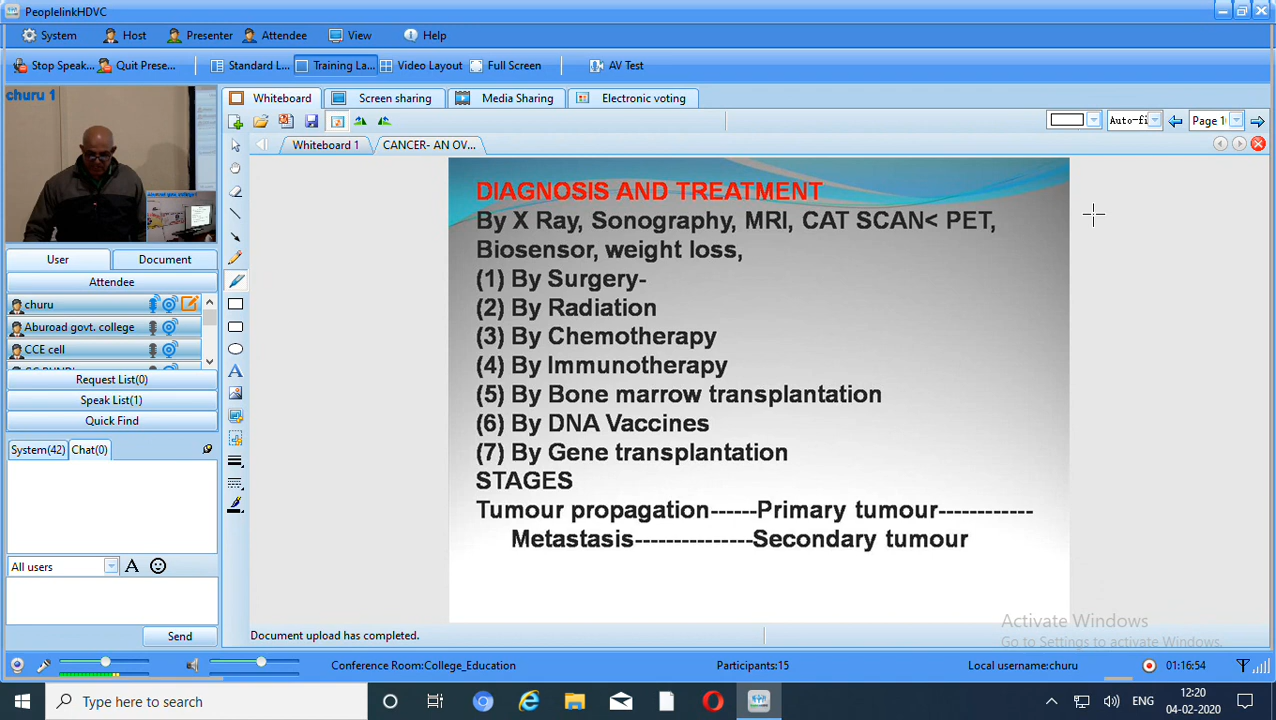 PeoplelinkHDVC
System Host Presenter Attendee View Help
Stop Speak... Quit Prese... Standard L... Training La... Video Layout Full Screen AV Test
churu 1
Aburoad gov. college
Whiteboard Screen sharing Media Sharing Electronic voting
Auto-fi Page 1
Whiteboard 1 CANCER- AN OV...
User Document
Attendee
churu
Aburoad govt. college
CCE cell
Request List(0)
Speak List(1)
Quick Find
System(42) Chat(0)
All users A
Send
DIAGNOSIS AND TREATMENT
By X Ray, Sonography, MRI, CAT SCAN< PET,
Biosensor, weight loss,
(1) By Surgery-
(2) By Radiation
(3) By Chemotherapy
(4) By Immunotherapy
(5) By Bone marrow transplantation
(6) By DNA Vaccines
(7) By Gene transplantation
STAGES
Tumour propagation------Primary tumour------------
Metastasis---------------Secondary tumour
Activate Windows
Go to Settings to activate Windows.
Document upload has completed.
Conference Room:College_Education Participants:15 Local username:churu 01:16:54
Type here to search
ENG
12:20
04-02-2020